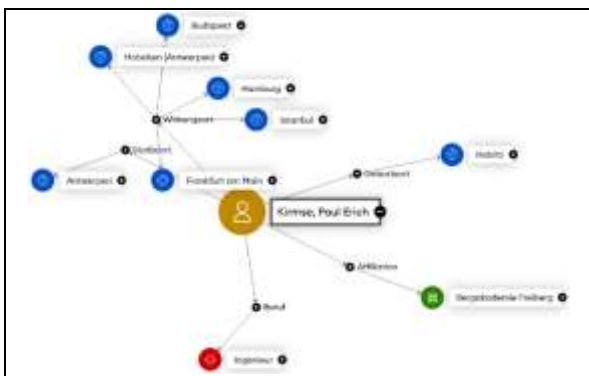 Budapest
Hoboken (Antwerpen)
Hamburg
Wirkungsort
Istanbul
Sterbeort
Antwerpen
Frankfurt am Main
Geburtsort
Kirmse, Paul Erich
Affiliation
Bergakademie Freiberg
Beruf
Ingenieur